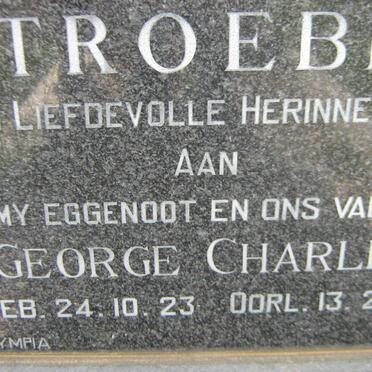 TROEB
LIEFDEVOLLE HERINNE
AAN
MY EGGENOOT EN ONS VA
GEORGE CHARL
EB. 24.10.23 OORL. 13.2
YMPIA